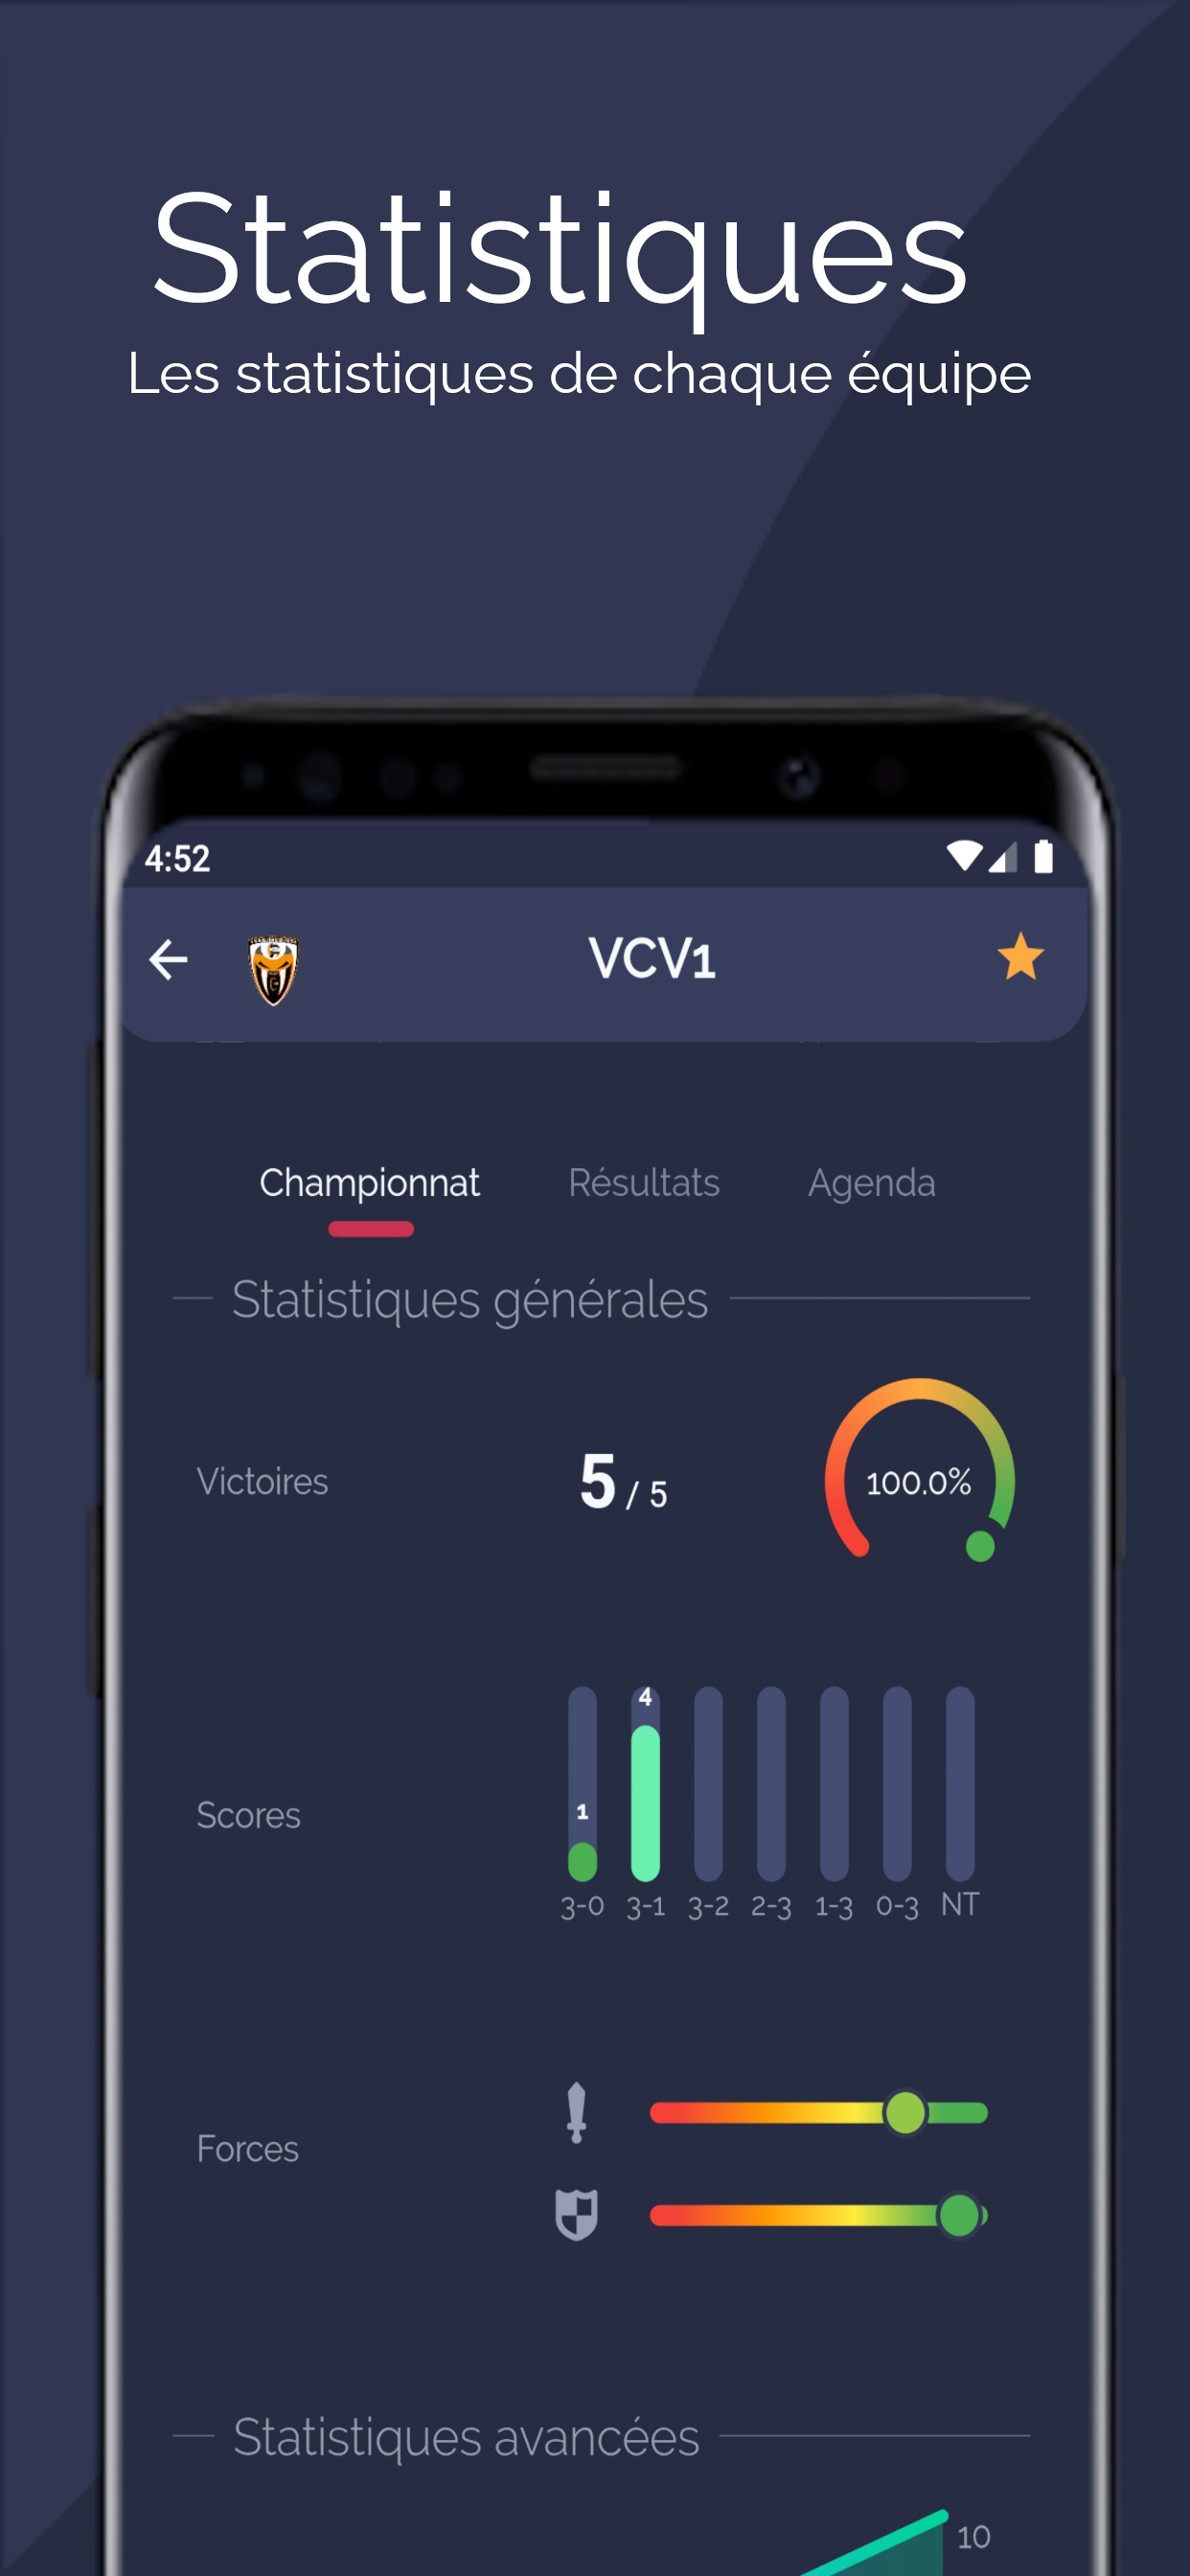 Statistiques
Les statistiques de chaque équipe
4:52
VCV1
Championnat Résultats Agenda
Statistiques générales
Victoires 5 / 5 100.0%
4
1
Scores
3-0 3-1 3-2 2-3 1-3 0-3 NT
Forces
Statistiques avancées
10